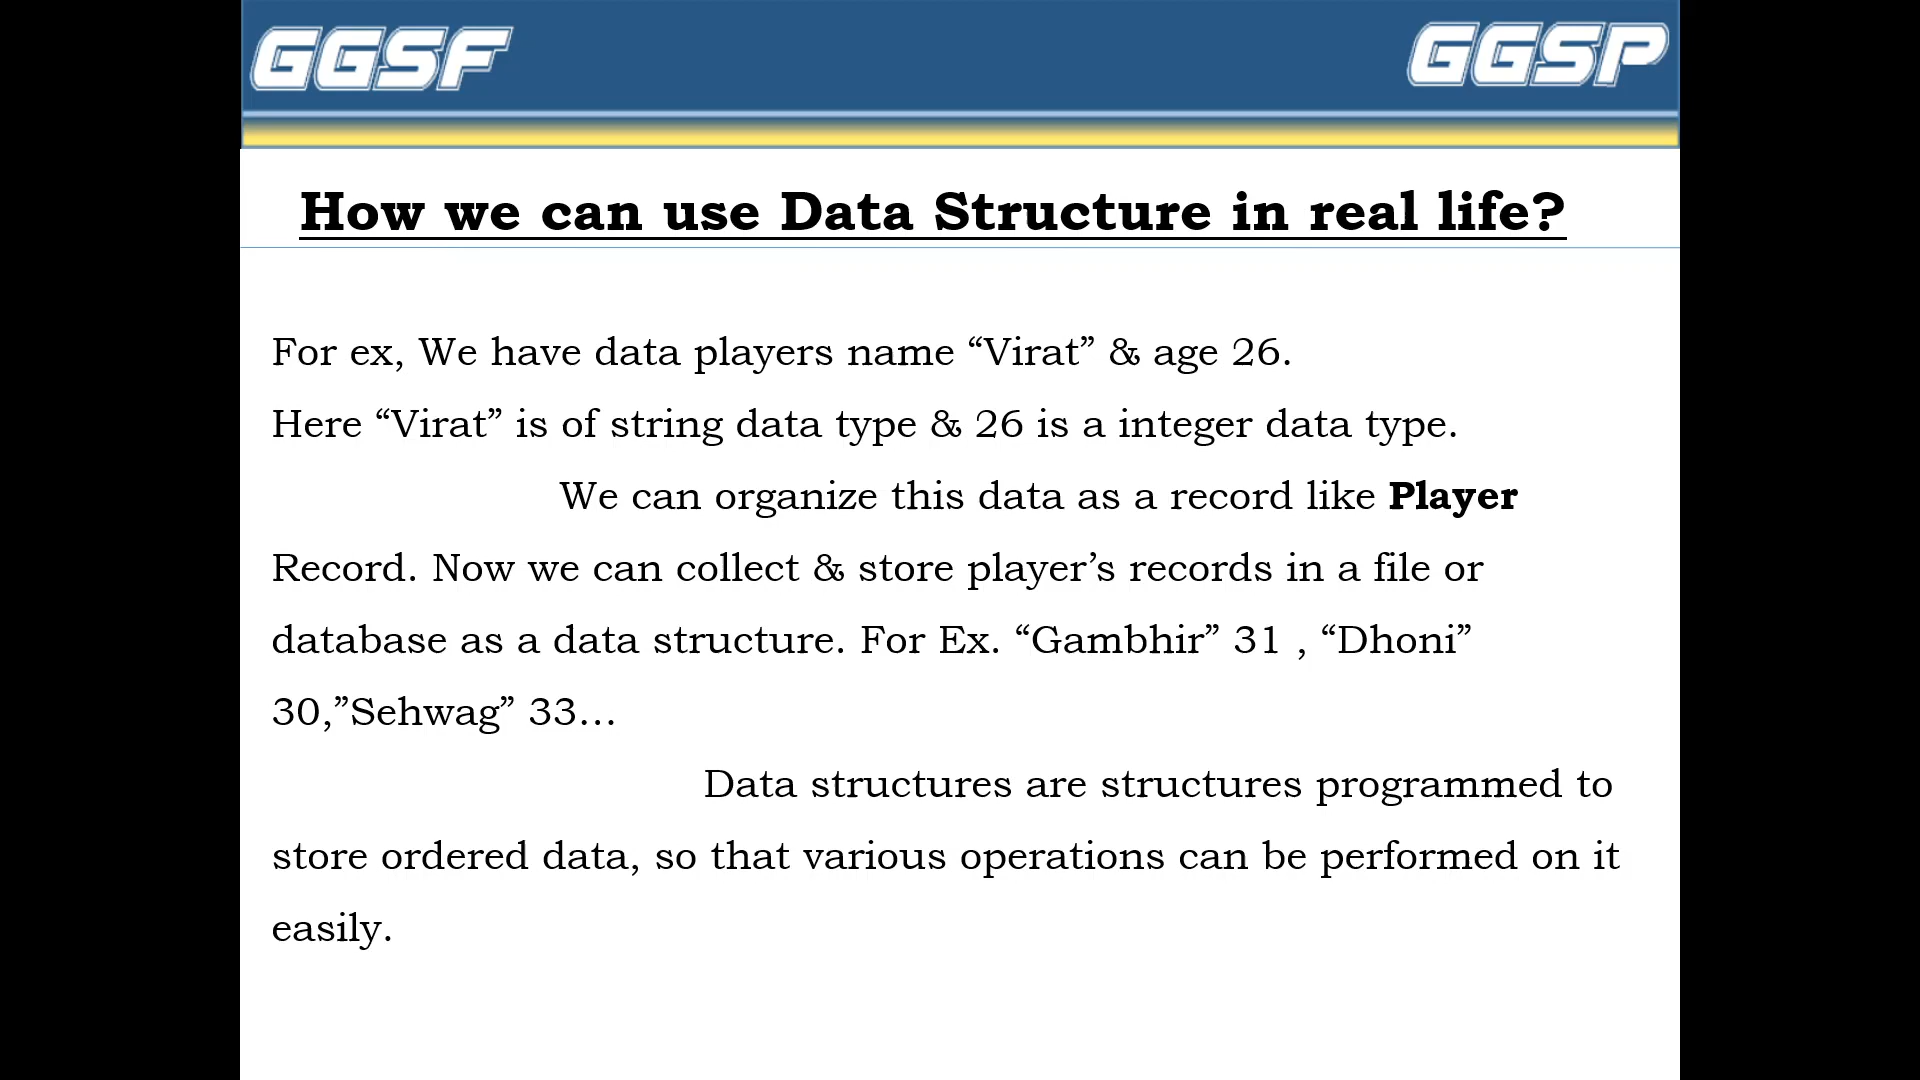 GGSF GGSP
How we can use Data Structure in real life?
For ex, We have data players name “Virat” & age 26.
Here “Virat” is of string data type & 26 is a integer data type.
We can organize this data as a record like Player
Record. Now we can collect & store player’s records in a file or
database as a data structure. For Ex. “Gambhir” 31 , “Dhoni”
30,”Sehwag” 33…
Data structures are structures programmed to
store ordered data, so that various operations can be performed on it
easily.